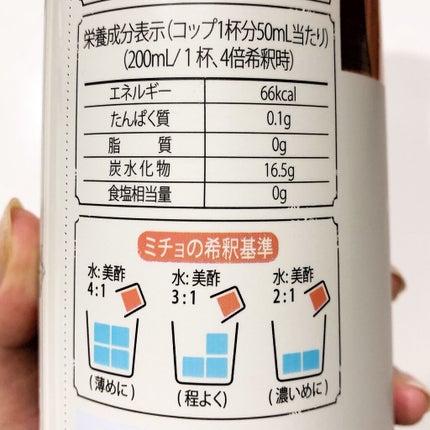 栄養成分表示(コップ1杯分50mL当たり)
(200mL/1杯、4倍希釈時)
エネルギー 66kcal
たんぱく質 0.1g
脂質 0g
炭水化物 16.5g
食塩相当量 0g
ミチョの希釈基準
水:美酢 水:美酢 水:美酢
4:1 3:1 2:1
(薄めに) (程よく) (濃いめに)